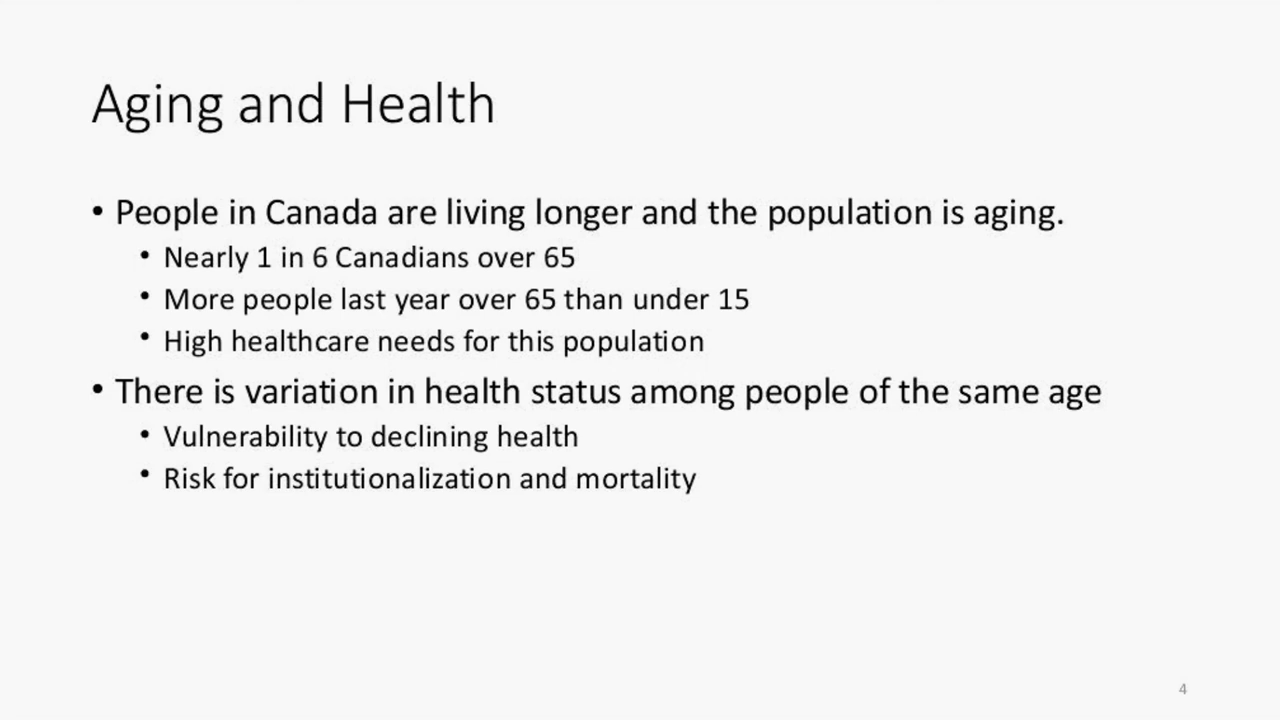 Aging and Health
• People in Canada are living longer and the population is aging.
• Nearly 1 in 6 Canadians over 65
• More people last year over 65 than under 15
• High healthcare needs for this population
• There is variation in health status among people of the same age
• Vulnerability to declining health
• Risk for institutionalization and mortality
4